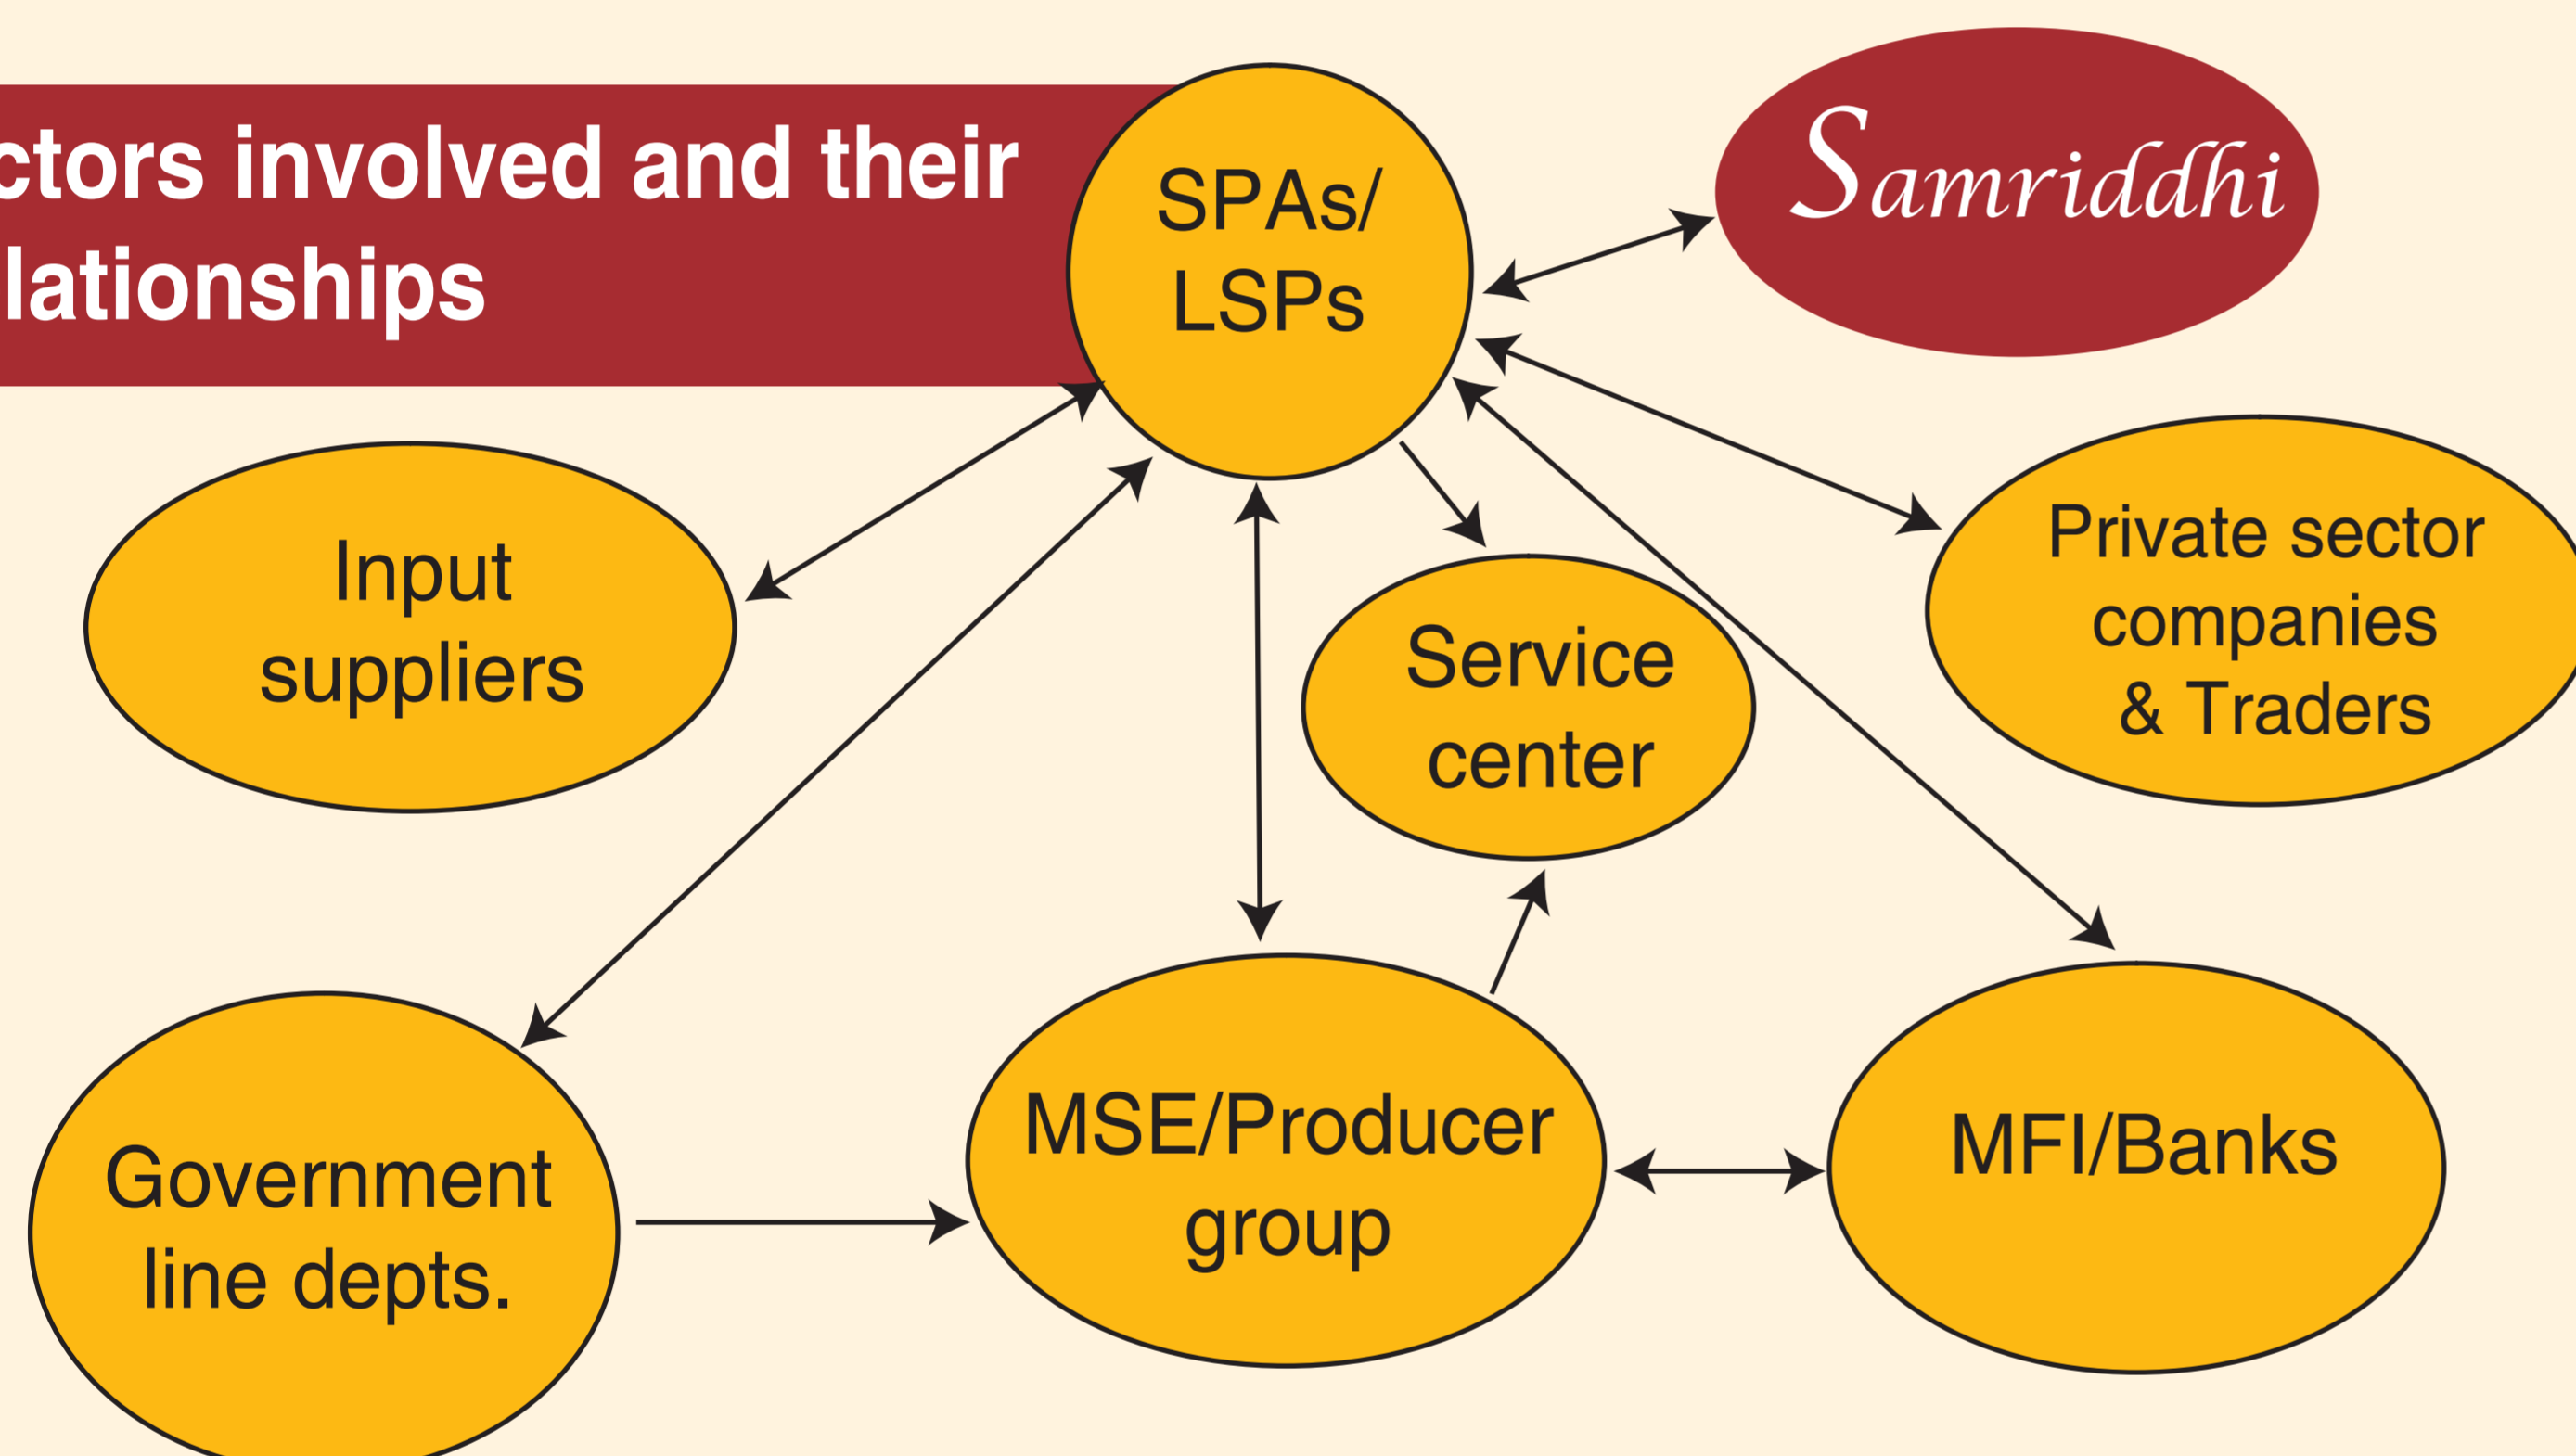 ctors involved and their
lationships
SPAs/
LSPs
Samriddhi
Input
suppliers
Service
center
Private sector
companies
& Traders
Government
line depts.
MSE/Producer
group
MFI/Banks